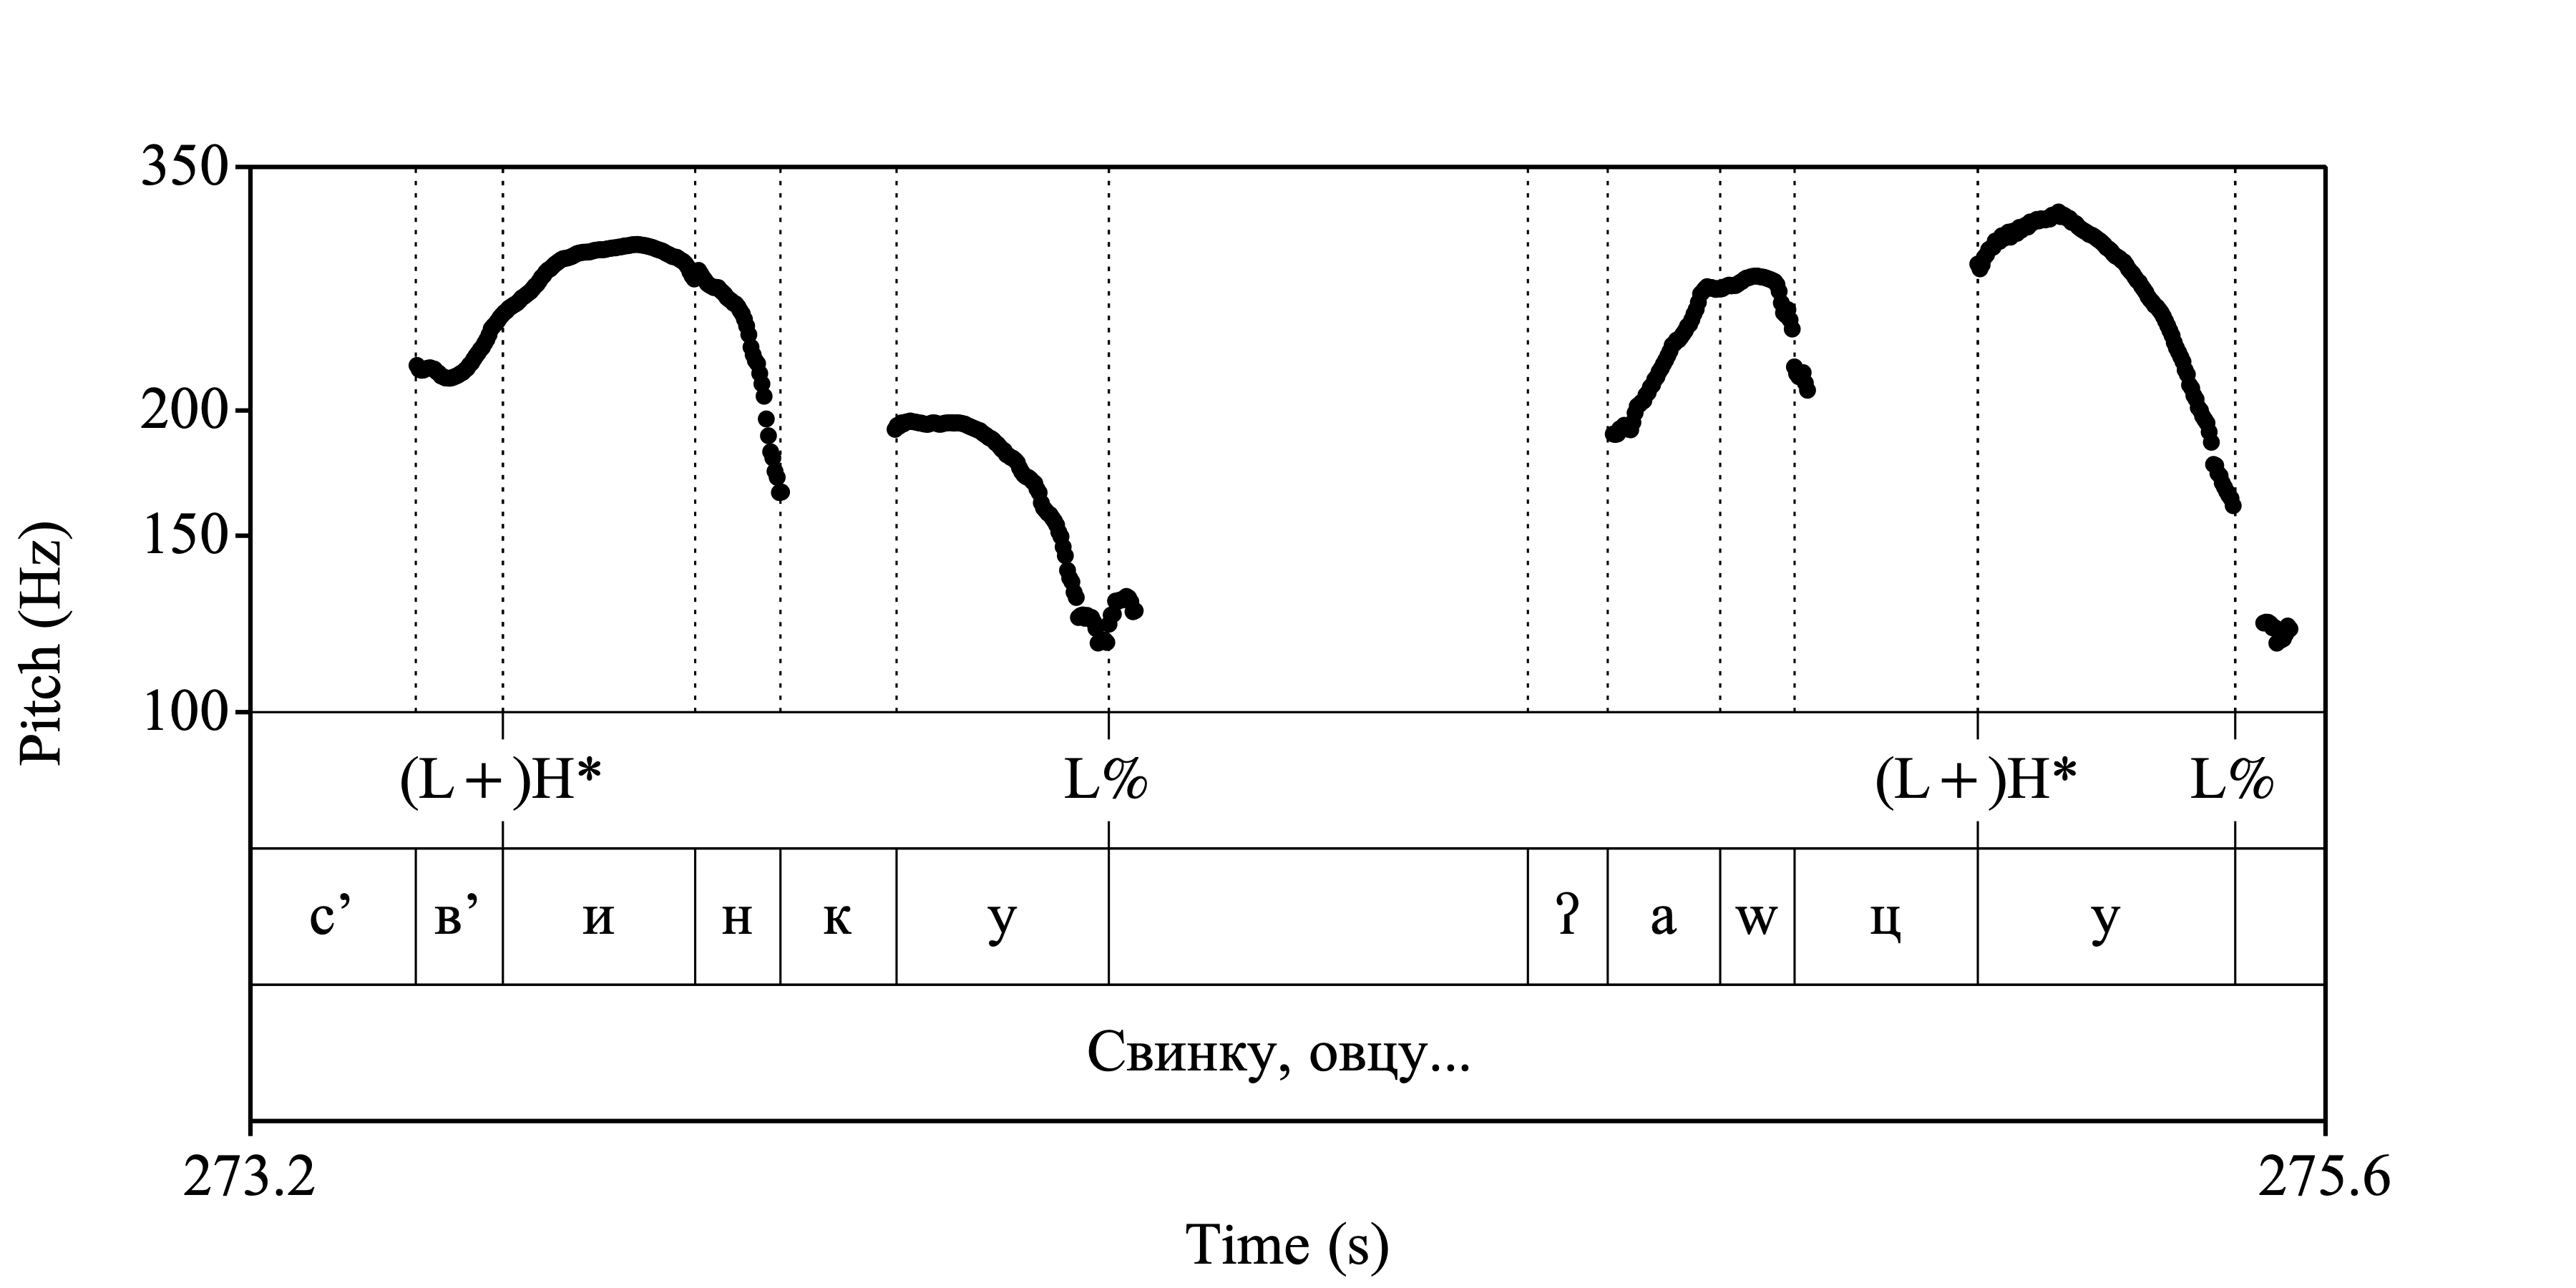 350
200
150
100
Pitch (Hz)
(L+)H* L% (L+)H* L%
с’ в’ и н к у ʔ а w ц у
Свинку, овцу...
273.2 275.6
Time (s)